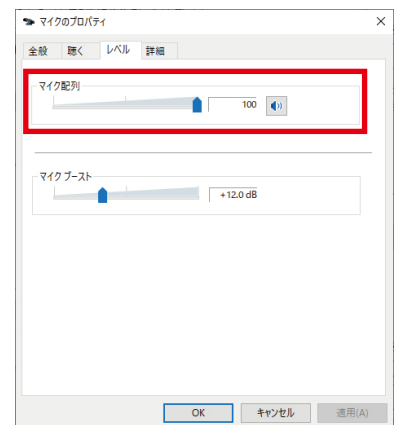 マイクのプロパティ
全般 聴く レベル 詳細
マイク配列
100
マイク ブースト
+12.0 dB
OK キャンセル 適用(A)